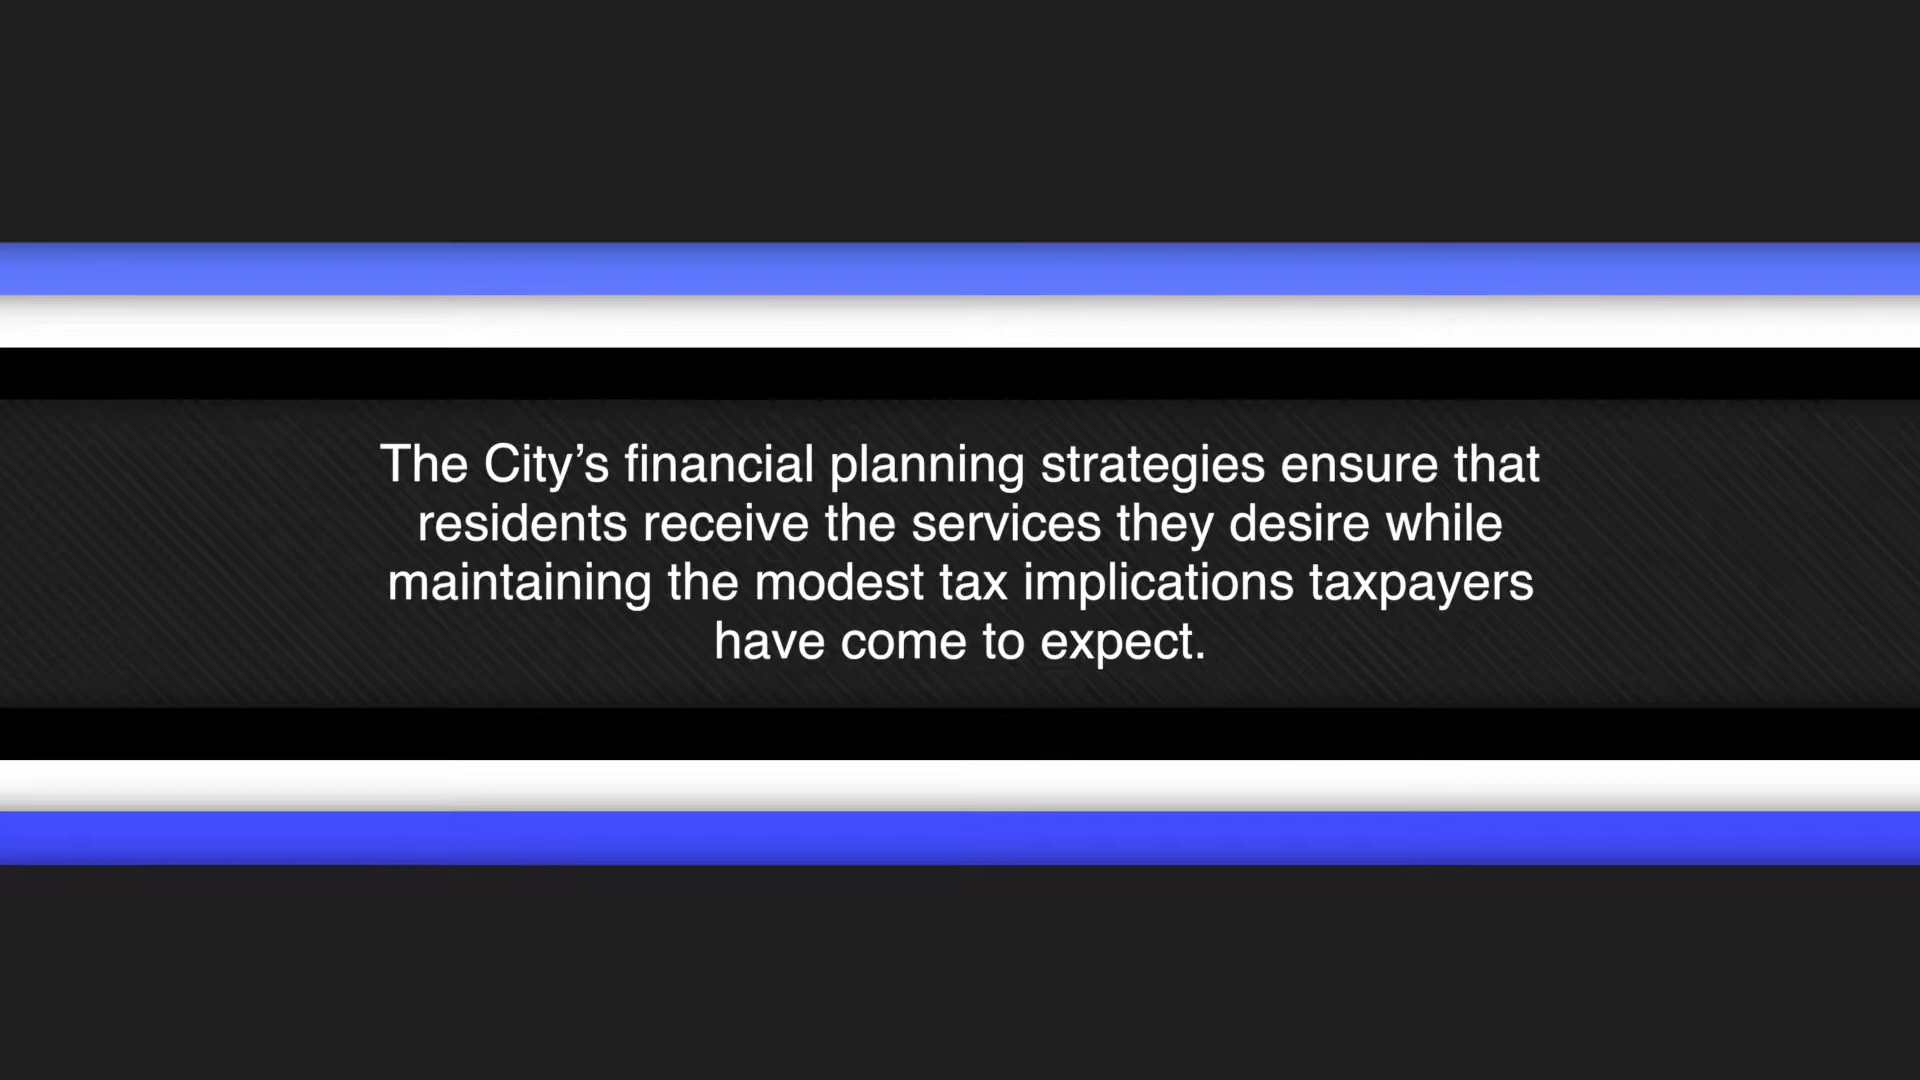 The City’s financial planning strategies ensure that
residents receive the services they desire while
maintaining the modest tax implications taxpayers
have come to expect.